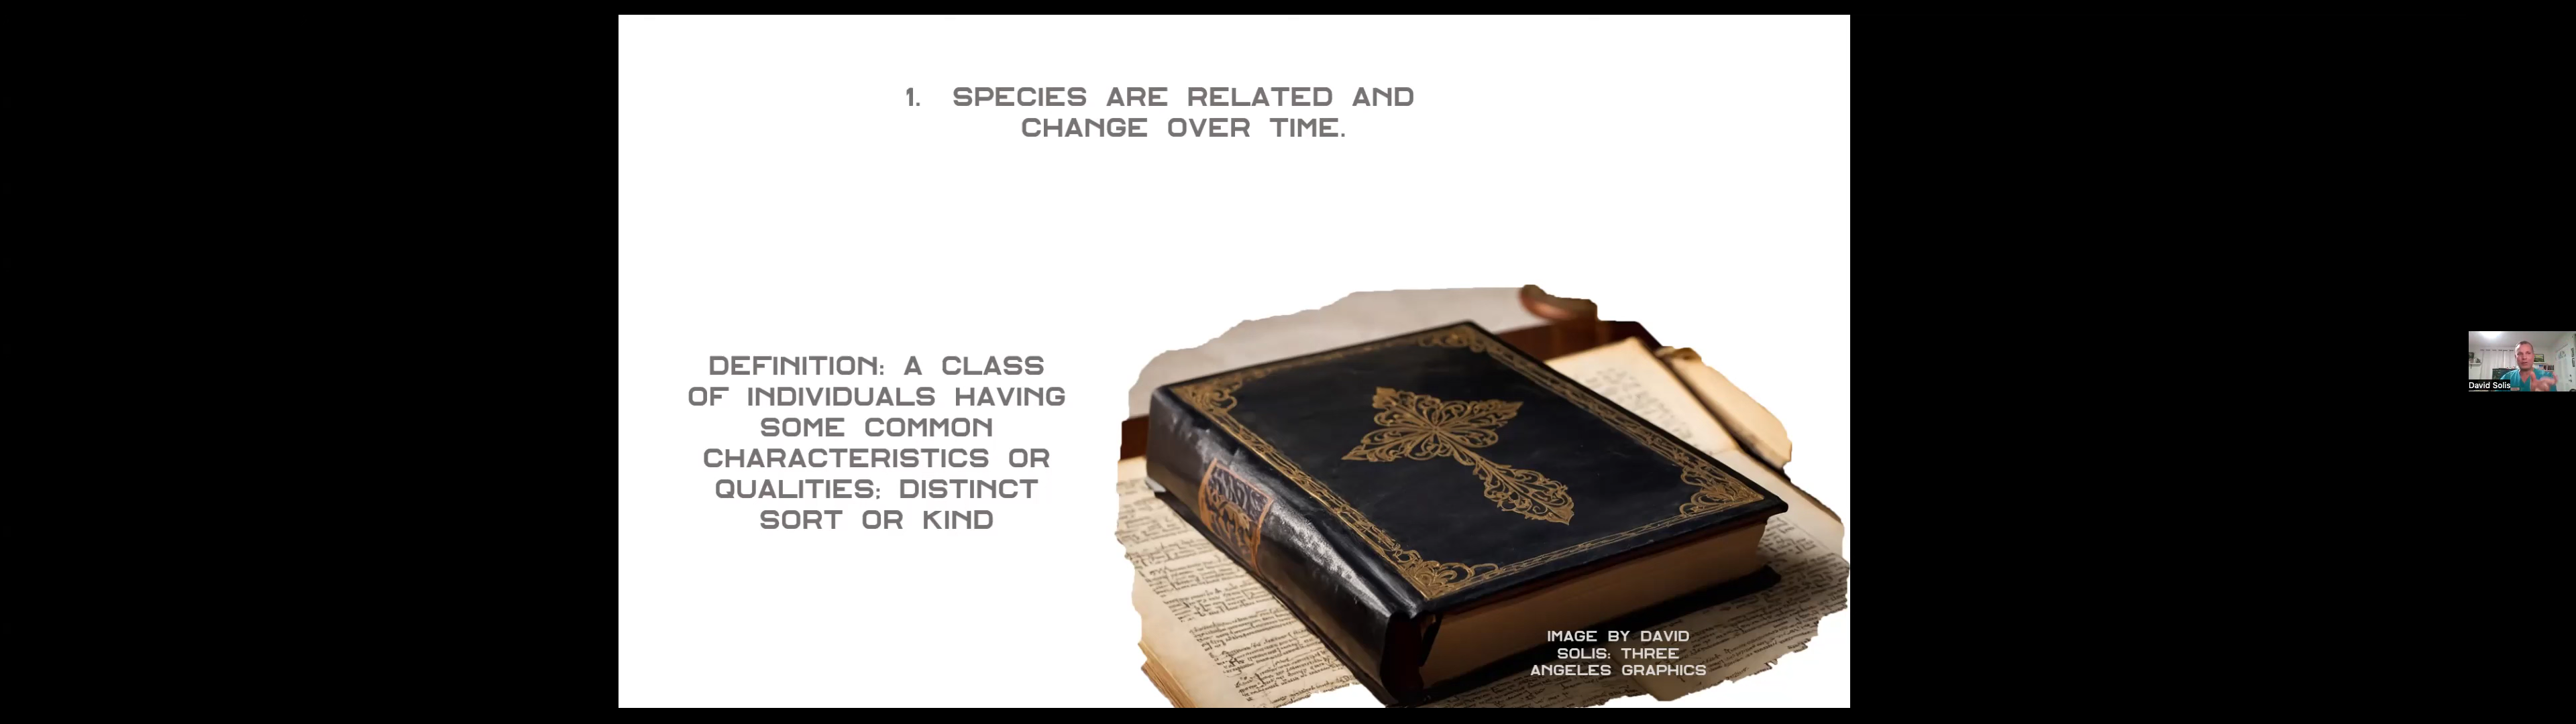 1. SPECIES ARE RELATED AND
CHANGE OVER TIME.
DEFINITION: A CLASS
OF INDIVIDUALS HAVING
SOME COMMON
CHARACTERISTICS OR
QUALITIES; DISTINCT
SORT OR KIND
IMAGE BY DAVID
SOLIS: THREE
ANGELES GRAPHICS
David Solis